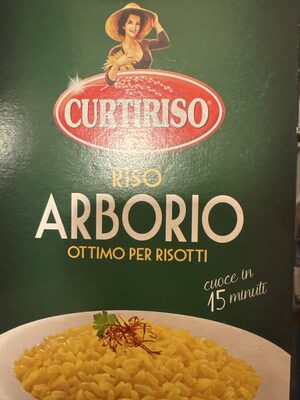 CURTIRISO
RISO
ARBORIO
OTTIMO PER RISOTTI
cuoce in
15 minuti